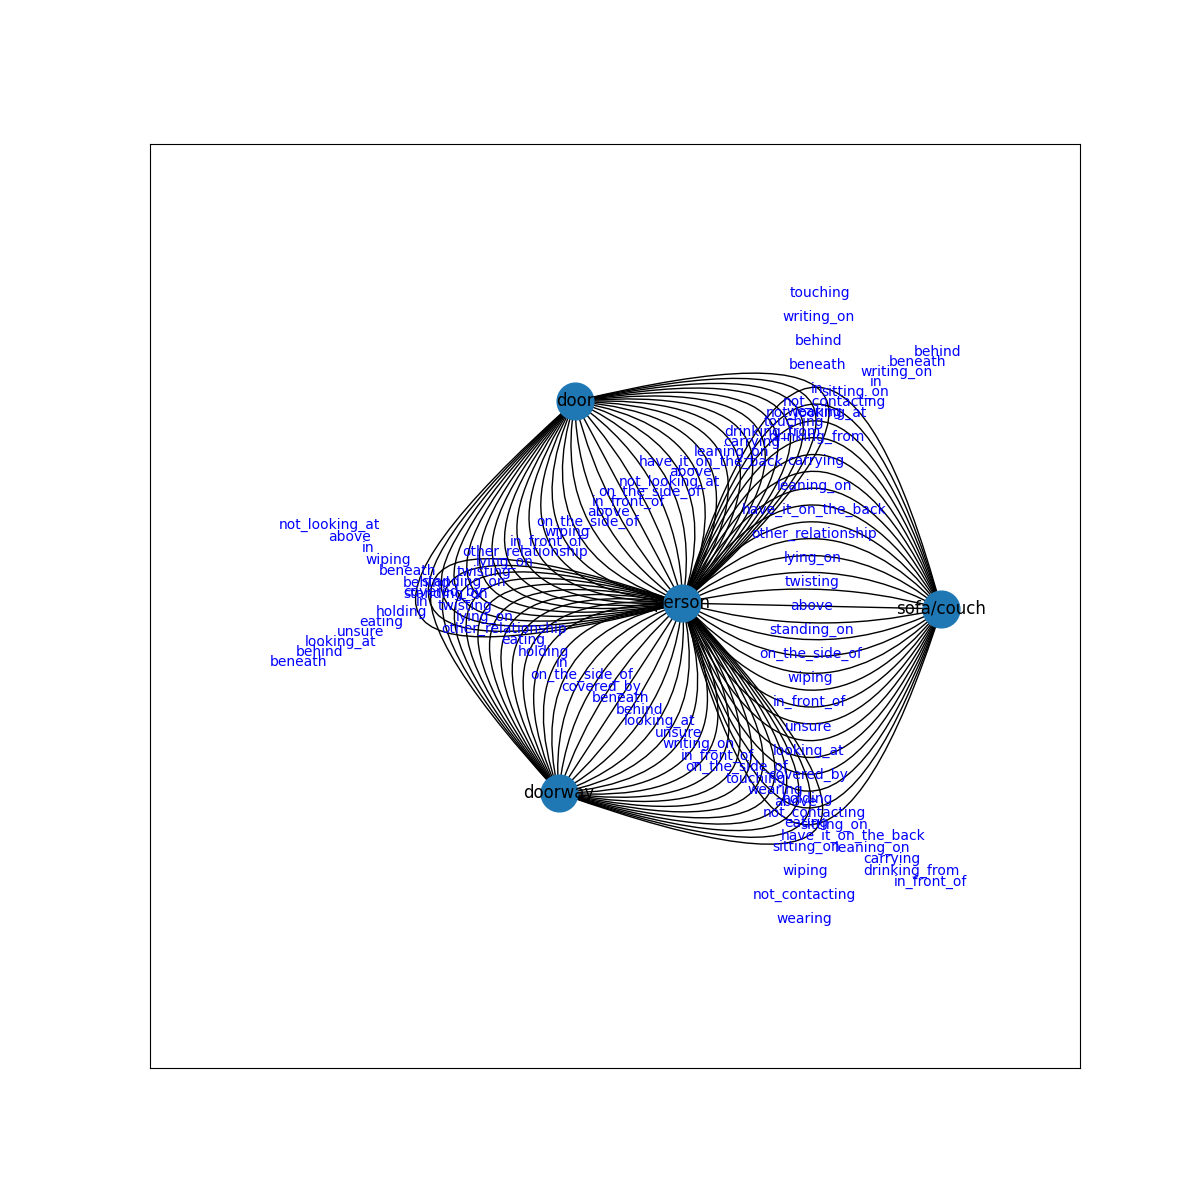 touching
writing_on
behind
beneath
behind
beneath
writing_on
in
in
sitting_on
not_contacting
not_looking_at
touching
door
drinking_from
drinking_from
carrying
leaning_on
have_it_on_the_back
carrying
above
not_looking_at
leaning_on
on_the_side_of
in_front_of
have_it_on_the_back
above
on_the_side_of
not_looking_at
wiping
other_relationship
above
in_front_of
in
other_relationship
wiping
lying_on
lying_on
beneath
twisting
twisting
standing_on
standing_on
in
person
above
sofa/couch
twisting
holding
lying_on
eating
other_relationship
standing_on
unsure
eating
looking_at
holding
on_the_side_of
behind
in
beneath
on_the_side_of
wiping
covered_by
beneath
in_front_of
behind
looking_at
unsure
unsure
writing_on
looking_at
in_front_of
on_the_side_of
covered_by
touching
doorway
wearing
above
holding
not_contacting
eating
sitting_on
have_it_on_the_back
sitting_on
leaning_on
carrying
wiping
drinking_from
in_front_of
not_contacting
wearing